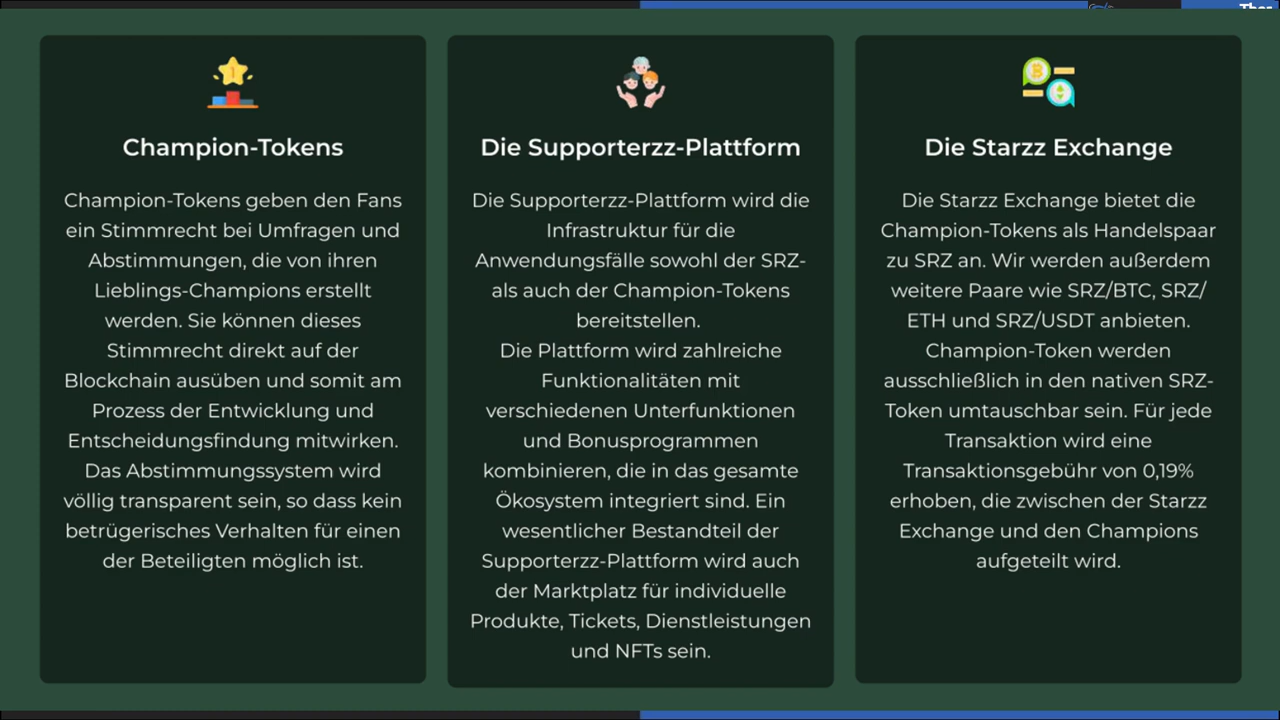 Champion-Tokens
Champion-Tokens geben den Fans
ein Stimmrecht bei Umfragen und
Abstimmungen, die von ihren
Lieblings-Champions erstellt
werden. Sie können dieses
Stimmrecht direkt auf der
Blockchain ausüben und somit am
Prozess der Entwicklung und
Entscheidungsfindung mitwirken.
Das Abstimmungssystem wird
völlig transparent sein, so dass kein
betrügerisches Verhalten für einen
der Beteiligten möglich ist.
Die Supporterzz-Plattform
Die Supporterzz-Plattform wird die
Infrastruktur für die
Anwendungsfälle sowohl der SRZ-
als auch der Champion-Tokens
bereitstellen.
Die Plattform wird zahlreiche
Funktionalitäten mit
verschiedenen Unterfunktionen
und Bonusprogrammen
kombinieren, die in das gesamte
Ökosystem integriert sind. Ein
wesentlicher Bestandteil der
Supporterzz-Plattform wird auch
der Marktplatz für individuelle
Produkte, Tickets, Dienstleistungen
und NFTs sein.
Die Starzz Exchange
Die Starzz Exchange bietet die
Champion-Tokens als Handelspaar
zu SRZ an. Wir werden außerdem
weitere Paare wie SRZ/BTC, SRZ/
ETH und SRZ/USDT anbieten.
Champion-Token werden
ausschließlich in den nativen SRZ-
Token umtauschbar sein. Für jede
Transaktion wird eine
Transaktionsgebühr von 0,19%
erhoben, die zwischen der Starzz
Exchange und den Champions
aufgeteilt wird.